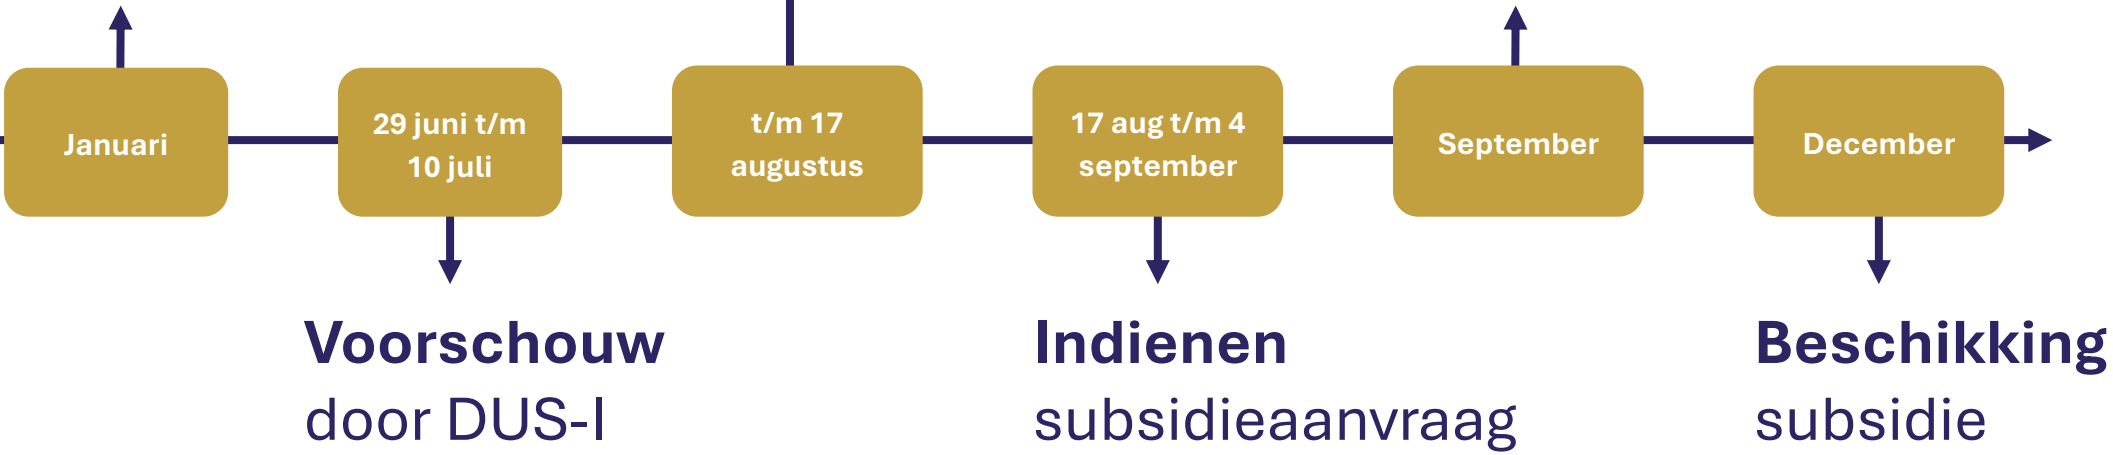 Januari
29 juni t/m
10 juli
t/m 17
augustus
17 aug t/m 4
september
September
December
Voorschouw
door DUS-I
Indienen
subsidieaanvraag
Beschikking
subsidie